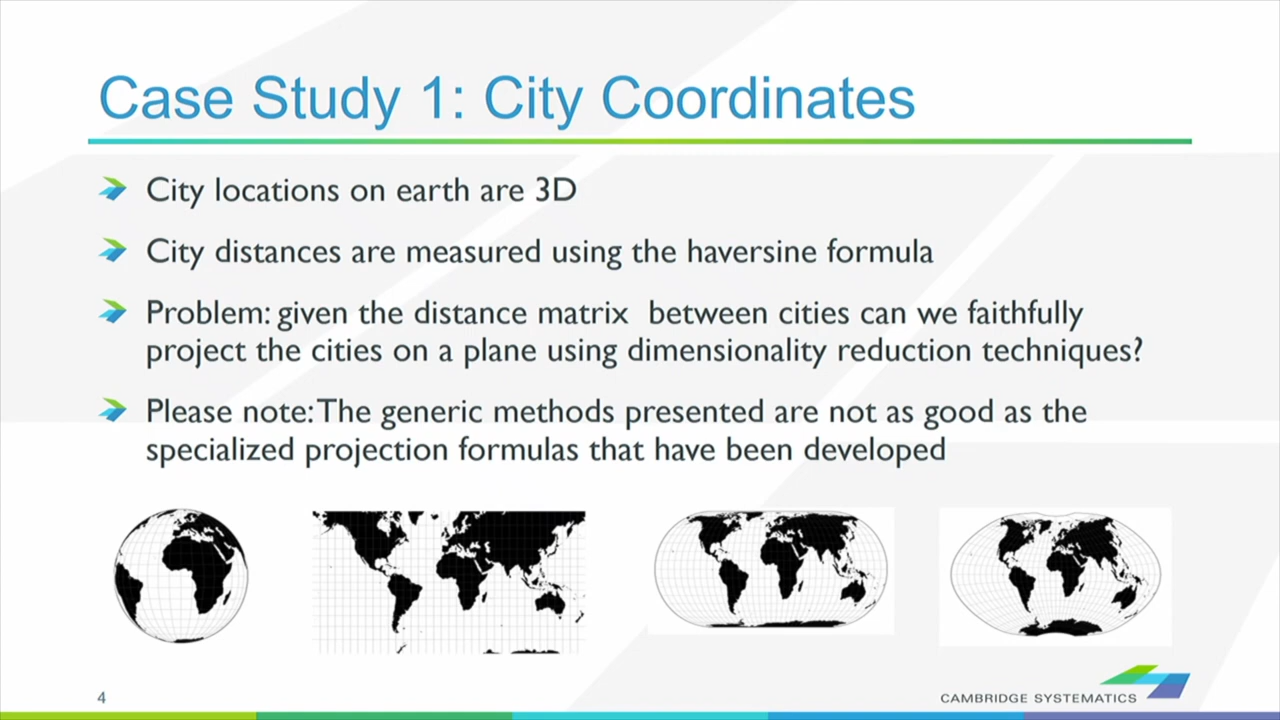 Case Study 1: City Coordinates
City locations on earth are 3D
City distances are measured using the haversine formula
Problem: given the distance matrix  between cities can we faithfully
project the cities on a plane using dimensionality reduction techniques?
Please note: The generic methods presented are not as good as the
specialized projection formulas that have been developed
4
CAMBRIDGE SYSTEMATICS